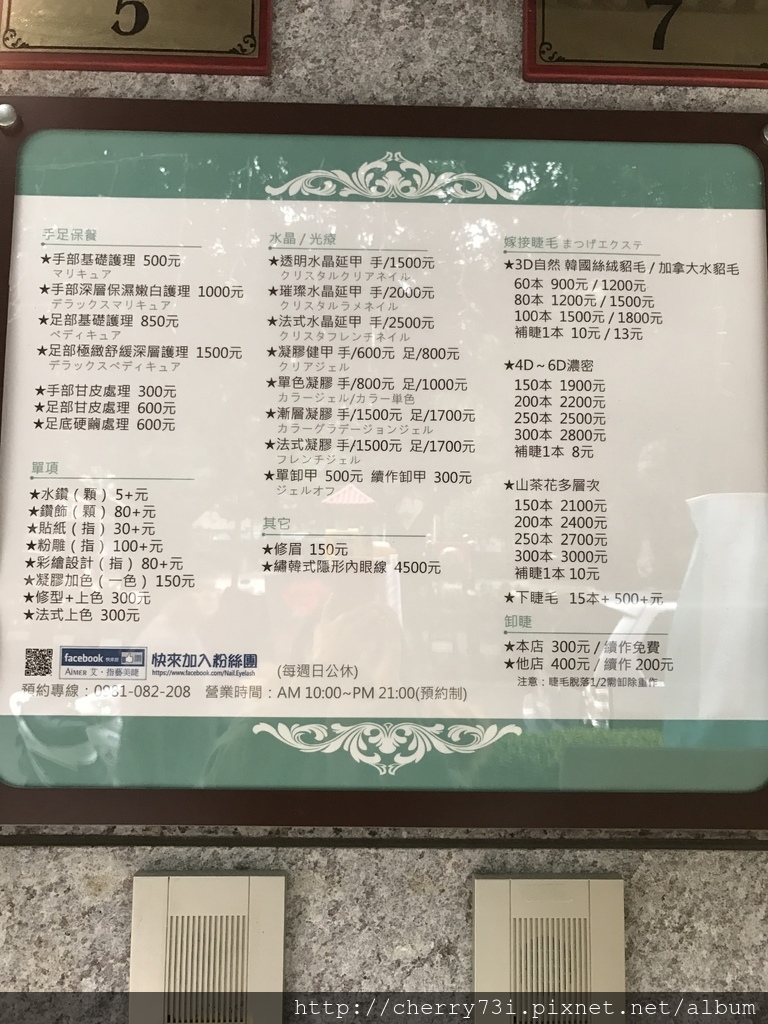 5
7
手足保養
★手部基礎護理 500元
マリキュア
★手部深層保濕嫩白護理 1000元
デラックスマリキュア
★足部基礎護理 850元
ペディキュア
★足部極緻舒緩深層護理 1500元
デラックスペディキュア
★手部甘皮處理 300元
★足部甘皮處理 600元
★足底硬繭處理 600元
單項
★水鑽 ( 顆 ) 5+元
★鑽飾 ( 顆 ) 80+元
★貼紙 ( 指 ) 30+元
★粉雕 ( 指 ) 100+元
★彩繪設計 ( 指 ) 80+元
★凝膠加色 ( 一色 ) 150元
★修型+上色 300元
★法式上色 300元
水晶 / 光療
★透明水晶延甲 手/1500元
クリスタルクリアネイル
★璀璨水晶延甲 手/2000元
クリスタルラメネイル
★法式水晶延甲 手/2500元
クリスタフレンチネイル
★凝膠健甲 手/600元 足/800元
クリアジェル
★單色凝膠 手/800元 足/1000元
カラージェル/カラー単色
★漸層凝膠 手/1500元 足/1700元
カラーグラデージョンジェル
★法式凝膠 手/1500元 足/1700元
フレンチジェル
★單卸甲 500元 續作卸甲 300元
ジェルオフ
其它
★修眉 150元
★繡韓式隱形內眼線 4500元
嫁接睫毛 まつげエクステ
★3D自然 韓國絲絨貂毛 / 加拿大水貂毛
60本 900元 / 1200元
80本 1200元 / 1500元
100本 1500元 / 1800元
補睫1本 10元 / 13元
★4D～6D濃密
150本 1900元
200本 2200元
250本 2500元
300本 2800元
補睫1本 8元
★山茶花多層次
150本 2100元
200本 2400元
250本 2700元
300本 3000元
補睫1本 10元
★下睫毛 15本+ 500+元
卸睫
★本店 300元 / 續作免費
★他店 400元 / 續作 200元
注意：睫毛脫落1/2需卸除重作
facebook
AIMER 艾．指藝美睫
快來加入粉絲團
https://www.facebook.com/Nail.Eyelash
(每週日公休)
預約專線：0981-082-208 營業時間：AM 10:00~PM 21:00(預約制)
http://cherry73i.pixnet.net/album